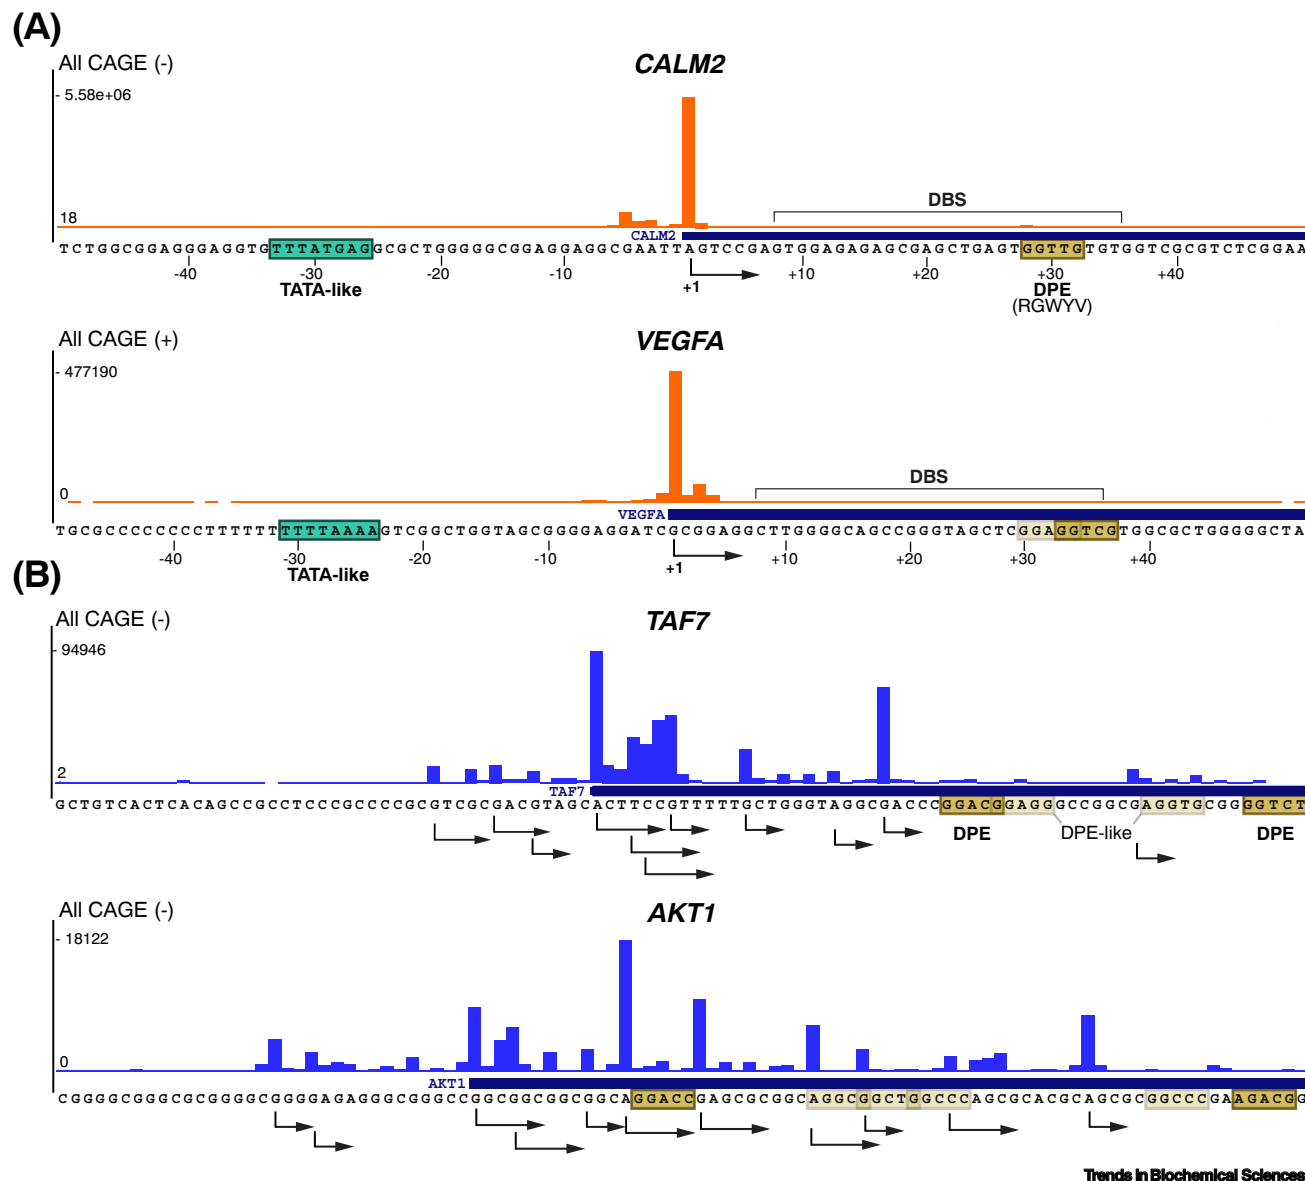 (A)
All CAGE (-)
CALM2
- 5.58e+06
DBS
18
CALM2
TCTGGCGGAGGGAGGTGTTTATGAGGCGCTGGGGGCGGAGGAGGCGAATTAGTCCGAGTGGAGAGAGCGAGCTGAGTGGTTGTGTGGTCGCGTCTCGGAA
-40 -30 -20 -10 +10 +20 +30 +40
TATA-like +1 DPE
(RGWYV)
All CAGE (+)
VEGFA
- 477190
DBS
0
VEGFA
TGCGCCCCCCCCTTTTTTTTTTAAAAGTCGGCTGGTAGCGGGGAGGATCGCGGAGGCTTGGGGCAGCCGGGTAGCTCGGAGGTCGTGGCGCTGGGGGCTA
-40 -30 -20 -10 +10 +20 +30 +40
TATA-like +1
(B)
All CAGE (-)
TAF7
- 94946
2
TAF7
GCTGTCACTCACAGCCGCCTCCCGCCCCGCGTCGCGACGTAGCACTTCCGTTTTTGCTGGGTAGGCGACCCGGACGGAGGGCCGGCGAGGTGCGGGGTCT
DPE DPE-like DPE
All CAGE (-)
AKT1
- 18122
0
AKT1
CGGGGCGGGCGCGGGGCGGGGAGAGGGCGGGCCGGCGGCGGCGGCAGGACCGAGCGCGGCAGGCGGCTGGCCCAGCGCACGCAGCGCGGCCCGAAGACGG
Trends in Biochemical Sciences